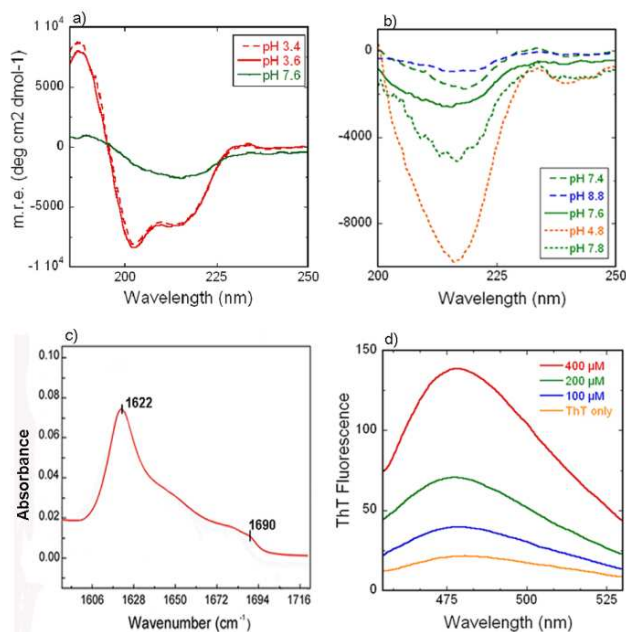 a)
1 10⁴
5000
0
-5000
-1 10⁴
m.r.e. (deg cm2 dmol-1)
200
250
Wavelength (nm)
pH 3.4
pH 3.6
pH 7.6
b)
0
-4000
-8000
200
225
250
Wavelength (nm)
pH 7.4
pH 8.8
pH 7.6
pH 4.8
pH 7.8
c)
0.10
0.08
0.06
0.04
0.02
0.00
Absorbance
1622
1690
1606
1628
1650
1672
1694
1716
Wavenumber (cm⁻¹)
d)
150
100
50
0
ThT Fluorescence
400 µM
200 µM
100 µM
ThT only
475
500
525
Wavelength (nm)